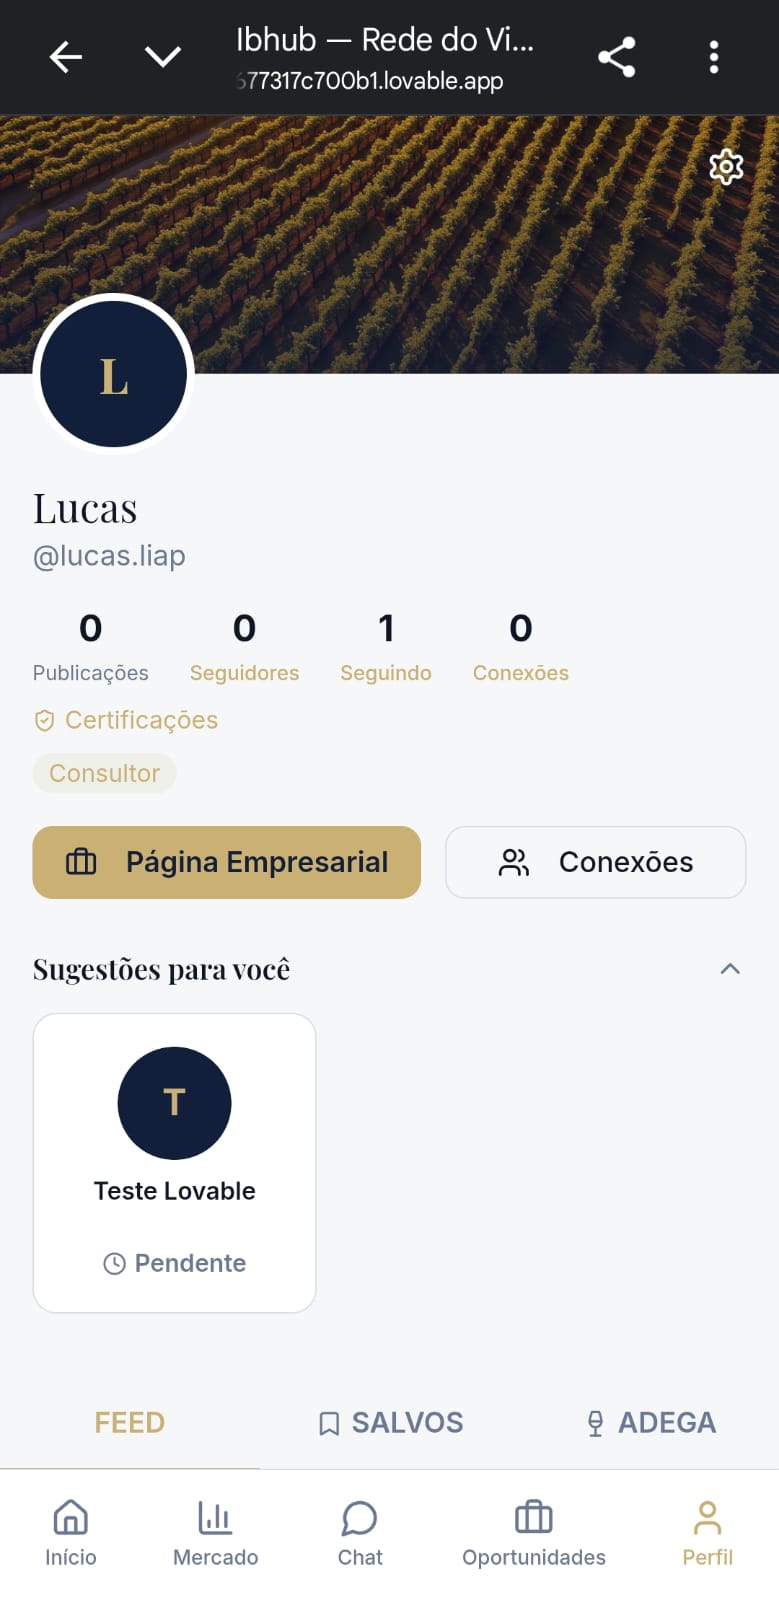 Ibhub — Rede do Vi...
677317c700b1.lovable.app
L
Lucas
@lucas.liap
0 0 1 0
Publicações Seguidores Seguindo Conexões
Certificações
Consultor
Página Empresarial Conexões
Sugestões para você
T
Teste Lovable
Pendente
FEED SALVOS ADEGA
Início Mercado Chat Oportunidades Perfil